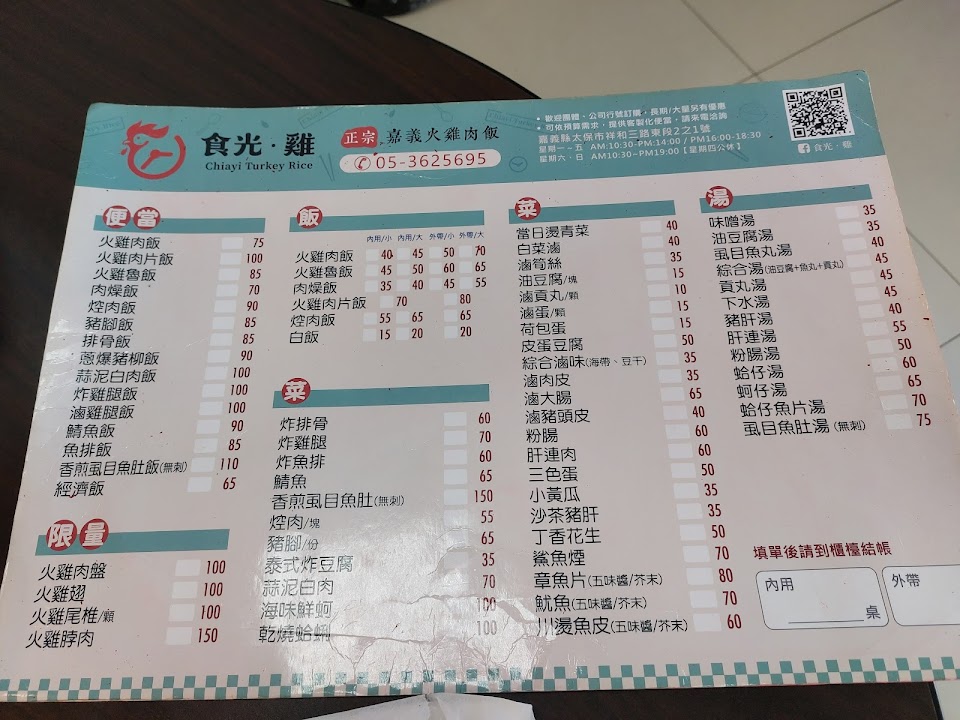 食光·雞
Chiayi Turkey Rice
正宗 嘉義火雞肉飯
05-3625695
• 歡迎團體、公司行號訂購，長期/大量另有優惠
• 可依預算需求，提供客製化便當，請來電洽詢
嘉義縣太保市祥和三路東段2之1號
星期一~五 AM:10:30-PM:14:00 / PM16:00-18:30
星期六、日 AM10:30-PM19:00【星期四公休】
食光·雞
便當
火雞肉飯 75
火雞肉片飯 100
火雞魯飯 85
肉燥飯 70
焢肉飯 90
豬腳飯 85
排骨飯 85
蔥爆豬柳飯 90
蒜泥白肉飯 100
炸雞腿飯 100
滷雞腿飯 100
鯖魚飯 90
魚排飯 85
香煎虱目魚肚飯(無刺) 110
經濟飯 65
限量
火雞肉盤 100
火雞翅 100
火雞尾椎/顆 100
火雞脖肉 150
飯
內用/小 內用/大 外帶/小 外帶/大
火雞肉飯 40 45 50 70
火雞魯飯 45 50 60 65
肉燥飯 35 40 45 55
火雞肉片飯 70 80
焢肉飯 55 65 65
白飯 15 20 20
菜
炸排骨 60
炸雞腿 70
炸魚排 60
鯖魚 60
香煎虱目魚肚(無刺) 150
焢肉/塊 55
豬腳/份 65
泰式炸豆腐 35
蒜泥白肉 70
海味鮮蚵 100
乾燒蛤蜊 100
菜
當日燙青菜 40
白菜滷 40
滷筍絲 35
油豆腐/塊 15
滷貢丸/顆 10
滷蛋/顆 15
荷包蛋 15
皮蛋豆腐 50
綜合滷味(海帶、豆干) 35
滷肉皮 35
滷大腸 65
滷豬頭皮 40
粉腸 60
肝連肉 60
三色蛋 50
小黃瓜 35
沙茶豬肝 35
丁香花生 50
鯊魚煙 70
章魚片(五味醬/芥末) 80
魷魚(五味醬/芥末) 70
川燙魚皮(五味醬/芥末) 60
湯
味噌湯 35
油豆腐湯 35
虱目魚丸湯 40
綜合湯(油豆腐+魚丸+貢丸) 45
貢丸湯 45
下水湯 45
豬肝湯 40
肝連湯 55
粉腸湯 50
蛤仔湯 60
蚵仔湯 65
蛤仔魚片湯 70
虱目魚肚湯(無刺) 75
填單後請到櫃檯結帳
內用
桌
外帶